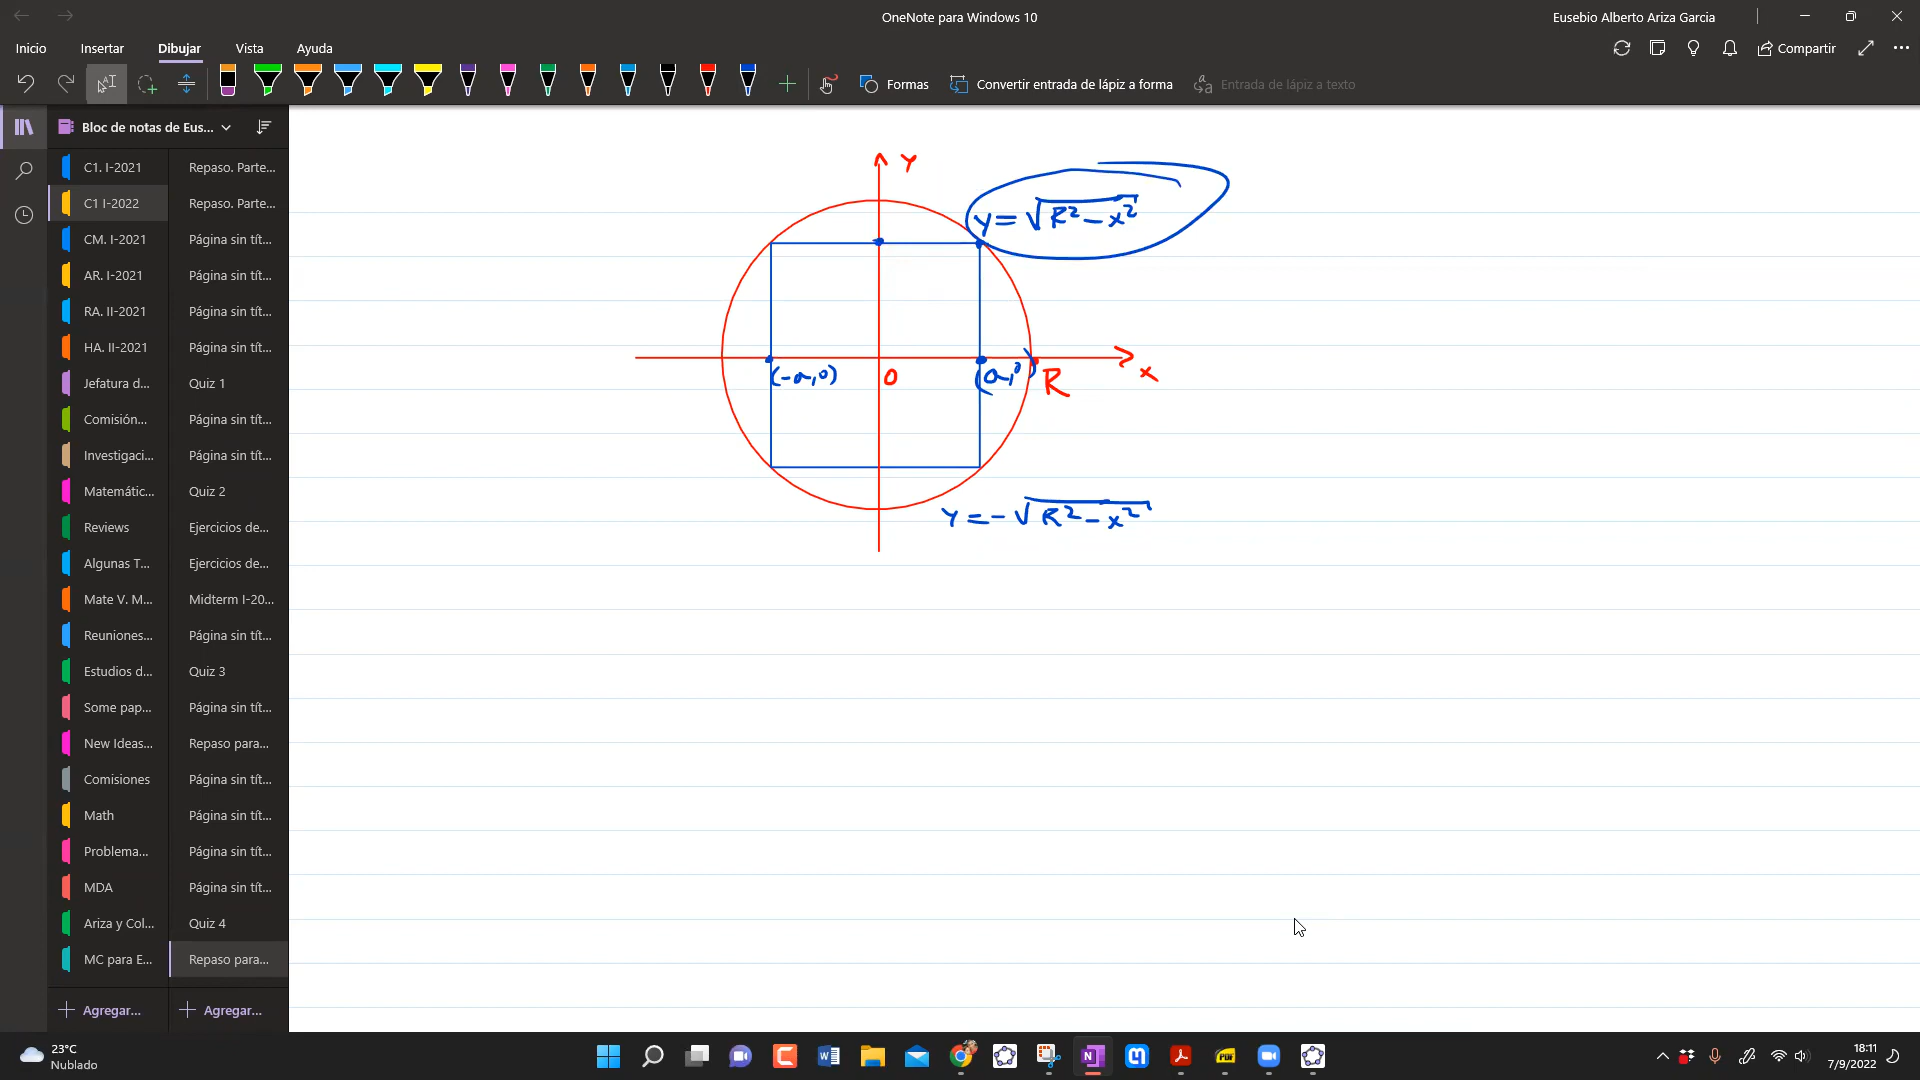 OneNote para Windows 10
Eusebio Alberto Ariza Garcia
Inicio
Insertar
Dibujar
Vista
Ayuda
Compartir
Formas
Convertir entrada de lápiz a forma
Entrada de lápiz a texto
Bloc de notas de Eus...
C1. I-2021
C1 I-2022
CM. I-2021
AR. I-2021
RA. II-2021
HA. II-2021
Jefatura d...
Comisión...
Investigaci...
Matemátic...
Reviews
Algunas T...
Mate V. M...
Reuniones...
Estudios d...
Some pap...
New Ideas...
Comisiones
Math
Problema...
MDA
Ariza y Col...
MC para E...
Agregar...
Repaso. Parte...
Repaso. Parte...
Página sin tít...
Página sin tít...
Página sin tít...
Página sin tít...
Quiz 1
Página sin tít...
Página sin tít...
Quiz 2
Ejercicios de...
Ejercicios de...
Midterm I-20...
Página sin tít...
Quiz 3
Página sin tít...
Repaso para...
Página sin tít...
Página sin tít...
Página sin tít...
Página sin tít...
Quiz 4
Repaso para...
Agregar...
Y
y = √(R² - x²)
(-a,0)
0
(a,0)
R
x
y = -√(R² - x²)
23°C
Nublado
18:11
7/9/2022